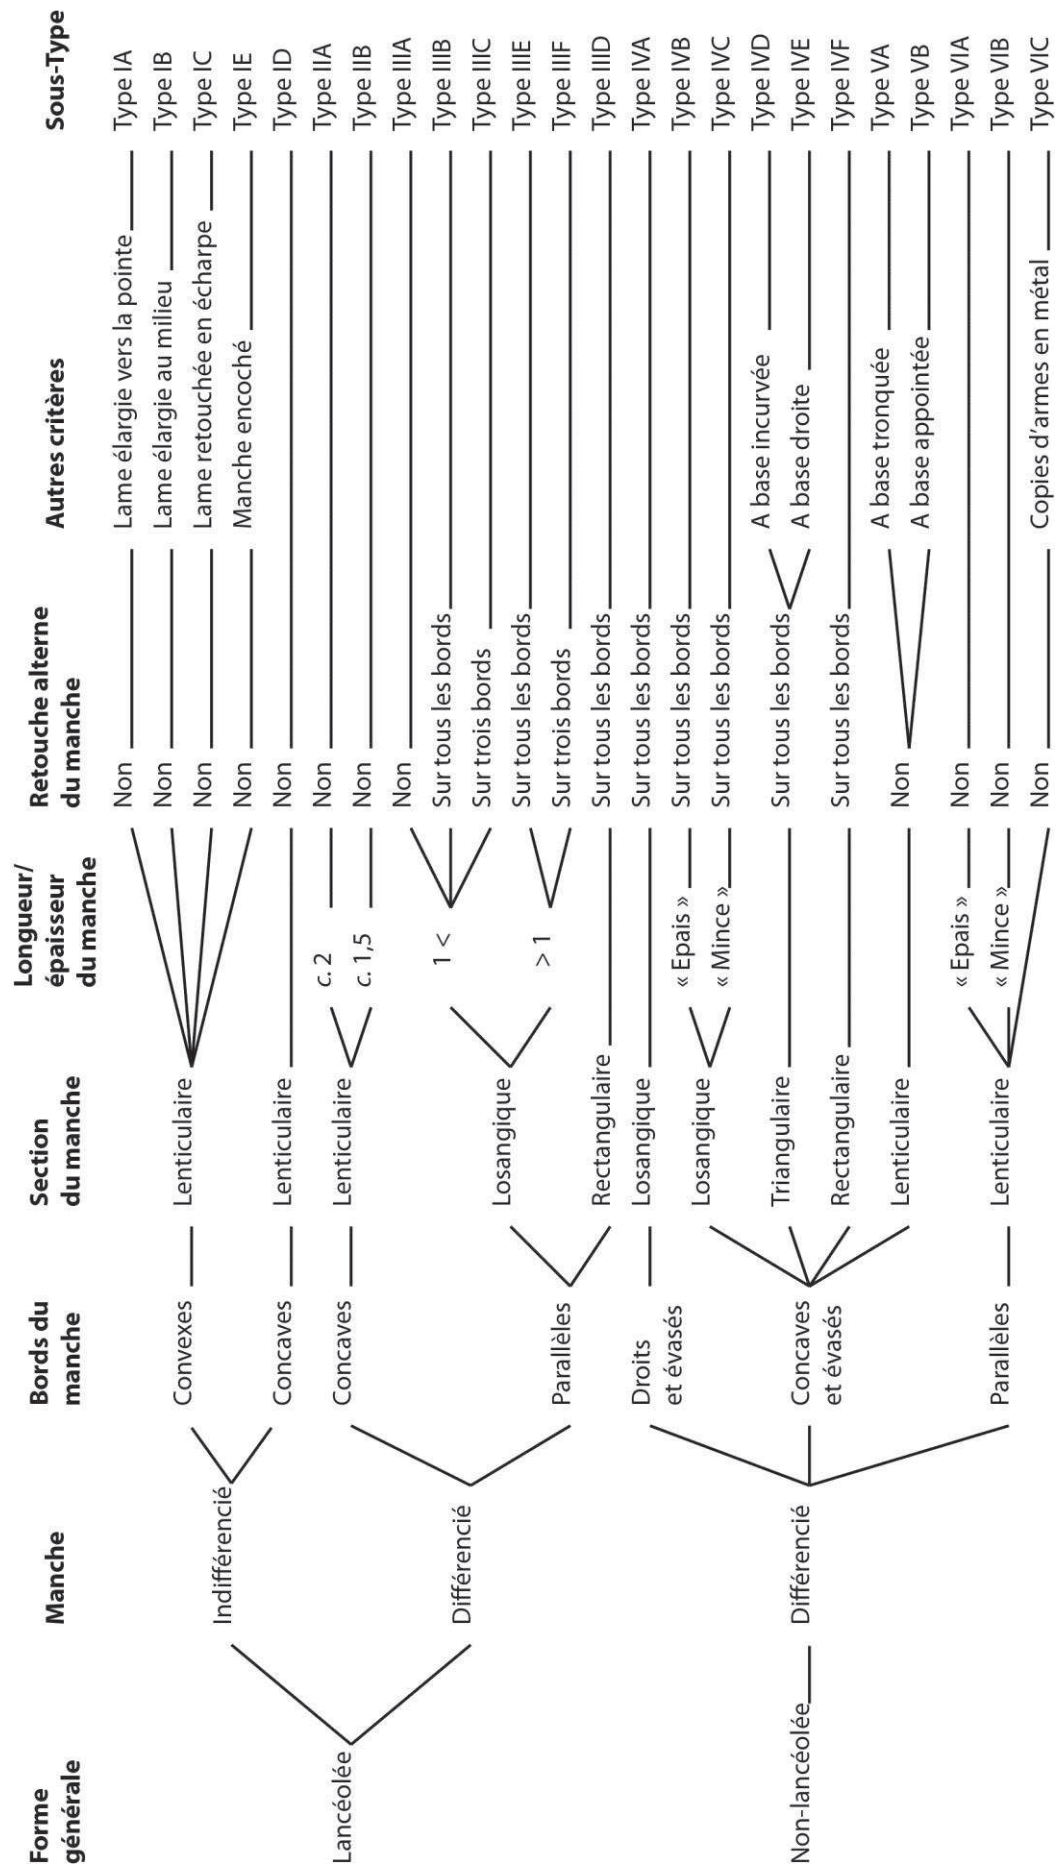 Forme
générale
Manche
Bords du
manche
Section
du manche
Longueur/
épaisseur
du manche
Retouche alterne
du manche
Autres critères
Sous-Type
Lancéolée
Non-lancéolée
Indifférencié
Différencié
Différencié
Convexes
Concaves
Concaves
Parallèles
Droits
et évasés
Concaves
et évasés
Parallèles
Lenticulaire
Lenticulaire
Lenticulaire
Losangique
Rectangulaire
Losangique
Losangique
Triangulaire
Rectangulaire
Lenticulaire
Lenticulaire
c. 2
c. 1,5
1 <
> 1
« Epais »
« Mince »
« Epais »
« Mince »
Non
Non
Non
Non
Non
Non
Non
Non
Sur tous les bords
Sur trois bords
Sur tous les bords
Sur trois bords
Sur tous les bords
Sur tous les bords
Sur tous les bords
Sur tous les bords
Sur tous les bords
Sur tous les bords
Non
Non
Non
Non
Lame élargie vers la pointe
Lame élargie au milieu
Lame retouchée en écharpe
Manche encoché
A base incurvée
A base droite
A base tronquée
A base appointée
Copies d'armes en métal
Type IA
Type IB
Type IC
Type IE
Type ID
Type IIA
Type IIB
Type IIIA
Type IIIB
Type IIIC
Type IIIE
Type IIIF
Type IIID
Type IVA
Type IVB
Type IVC
Type IVD
Type IVE
Type IVF
Type VA
Type VB
Type VIA
Type VIB
Type VIC